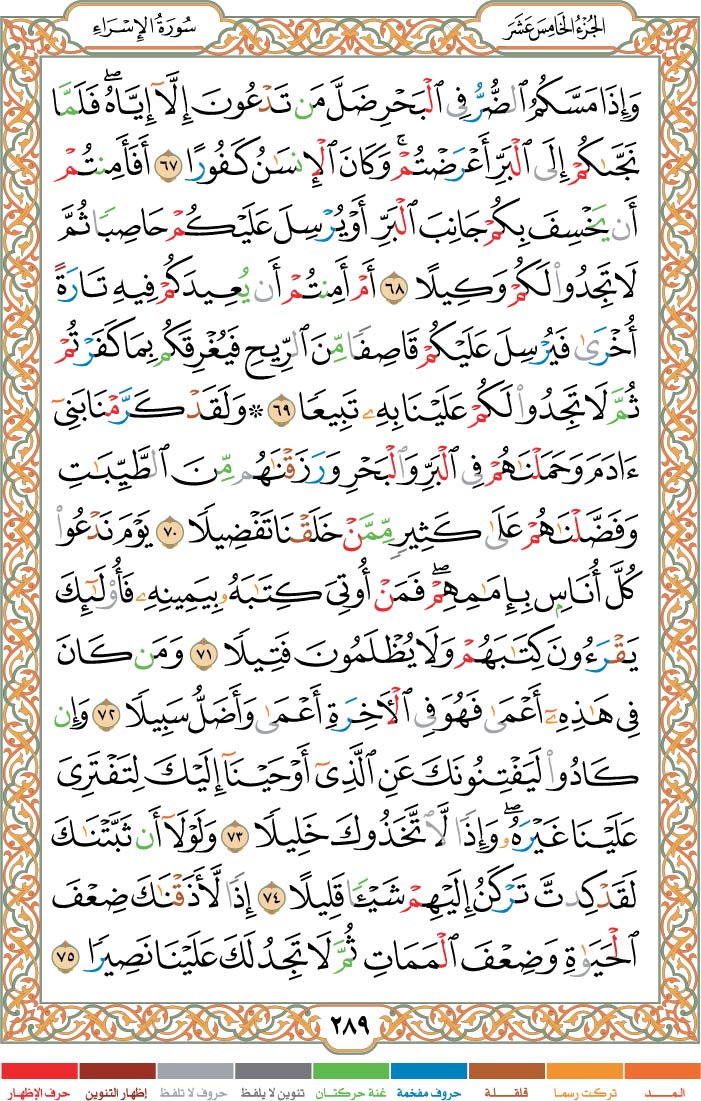 الجُزْءُ الخَامِسَ عَشَرَ
سُورَةُ الإِسْرَاءِ
وَإِذَا مَسَّكُمُ ٱلضُّرُّ فِى ٱلْبَحْرِ ضَلَّ مَن تَدْعُونَ إِلَّآ إِيَّاهُ ۖ فَلَمَّا
نَجَّىٰكُمْ إِلَى ٱلْبَرِّ أَعْرَضْتُمْ ۚ وَكَانَ ٱلْإِنسَـٰنُ كَفُورًا ٦٧ أَفَأَمِنتُمْ
أَن يَخْسِفَ بِكُمْ جَانِبَ ٱلْبَرِّ أَوْ يُرْسِلَ عَلَيْكُمْ حَاصِبًا ثُمَّ
لَا تَجِدُوا۟ لَكُمْ وَكِيلًا ٦٨ أَمْ أَمِنتُمْ أَن يُعِيدَكُمْ فِيهِ تَارَةً
أُخْرَىٰ فَيُرْسِلَ عَلَيْكُمْ قَاصِفًا مِّنَ ٱلرِّيحِ فَيُغْرِقَكُم بِمَا كَفَرْتُمْ
ثُمَّ لَا تَجِدُوا۟ لَكُمْ عَلَيْنَا بِهِۦ تَبِيعًا ٦٩ ۞ وَلَقَدْ كَرَّمْنَا بَنِىٓ
ءَادَمَ وَحَمَلْنَـٰهُمْ فِى ٱلْبَرِّ وَٱلْبَحْرِ وَرَزَقْنَـٰهُم مِّنَ ٱلطَّيِّبَـٰتِ
وَفَضَّلْنَـٰهُمْ عَلَىٰ كَثِيرٍ مِّمَّنْ خَلَقْنَا تَفْضِيلًا ٧٠ يَوْمَ نَدْعُوا۟
كُلَّ أُنَاسٍۭ بِإِمَـٰمِهِمْ ۖ فَمَنْ أُوتِىَ كِتَـٰبَهُۥ بِيَمِينِهِۦ فَأُو۟لَـٰٓئِكَ
يَقْرَءُونَ كِتَـٰبَهُمْ وَلَا يُظْلَمُونَ فَتِيلًا ٧١ وَمَن كَانَ
فِى هَـٰذِهِۦٓ أَعْمَىٰ فَهُوَ فِى ٱلْـَٔاخِرَةِ أَعْمَىٰ وَأَضَلُّ سَبِيلًا ٧٢ وَإِن
كَادُوا۟ لَيَفْتِنُونَكَ عَنِ ٱلَّذِىٓ أَوْحَيْنَآ إِلَيْكَ لِتَفْتَرِىَ
عَلَيْنَا غَيْرَهُۥ ۖ وَإِذًا لَّٱتَّخَذُوكَ خَلِيلًا ٧٣ وَلَوْلَآ أَن ثَبَّتْنَـٰكَ
لَقَدْ كِدتَّ تَرْكَنُ إِلَيْهِمْ شَيْـًٔا قَلِيلًا ٧٤ إِذًا لَّأَذَقْنَـٰكَ ضِعْفَ
ٱلْحَيَوٰةِ وَضِعْفَ ٱلْمَمَاتِ ثُمَّ لَا تَجِدُ لَكَ عَلَيْنَا نَصِيرًا ٧٥
٢٨٩
المـــد تركت رسما قلقـلة حروف مفخمة غنة حركتان تنوين لا يلفظ حروف لا تلفظ إظهار التنوين حرف الإظهار